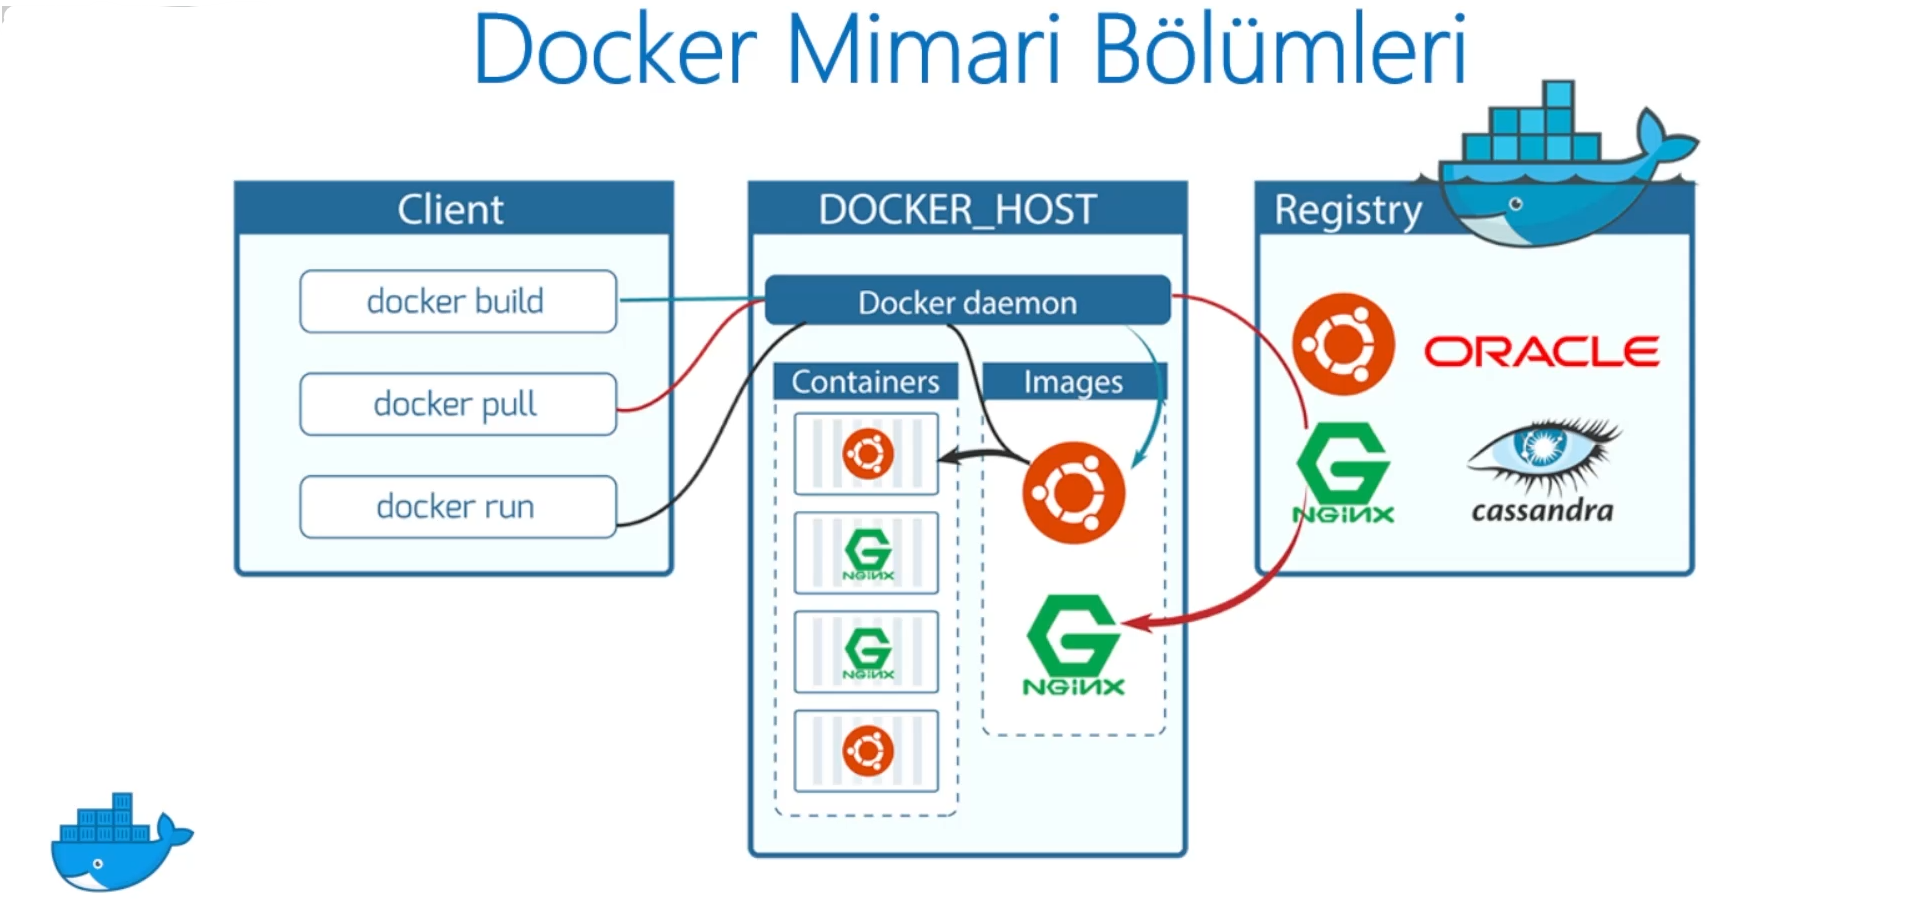 Docker Mimari Bölümleri
Client
docker build
docker pull
docker run
DOCKER_HOST
Docker daemon
Containers
NGiNX
NGiNX
Images
NGiNX
Registry
ORACLE
NGiNX
cassandra